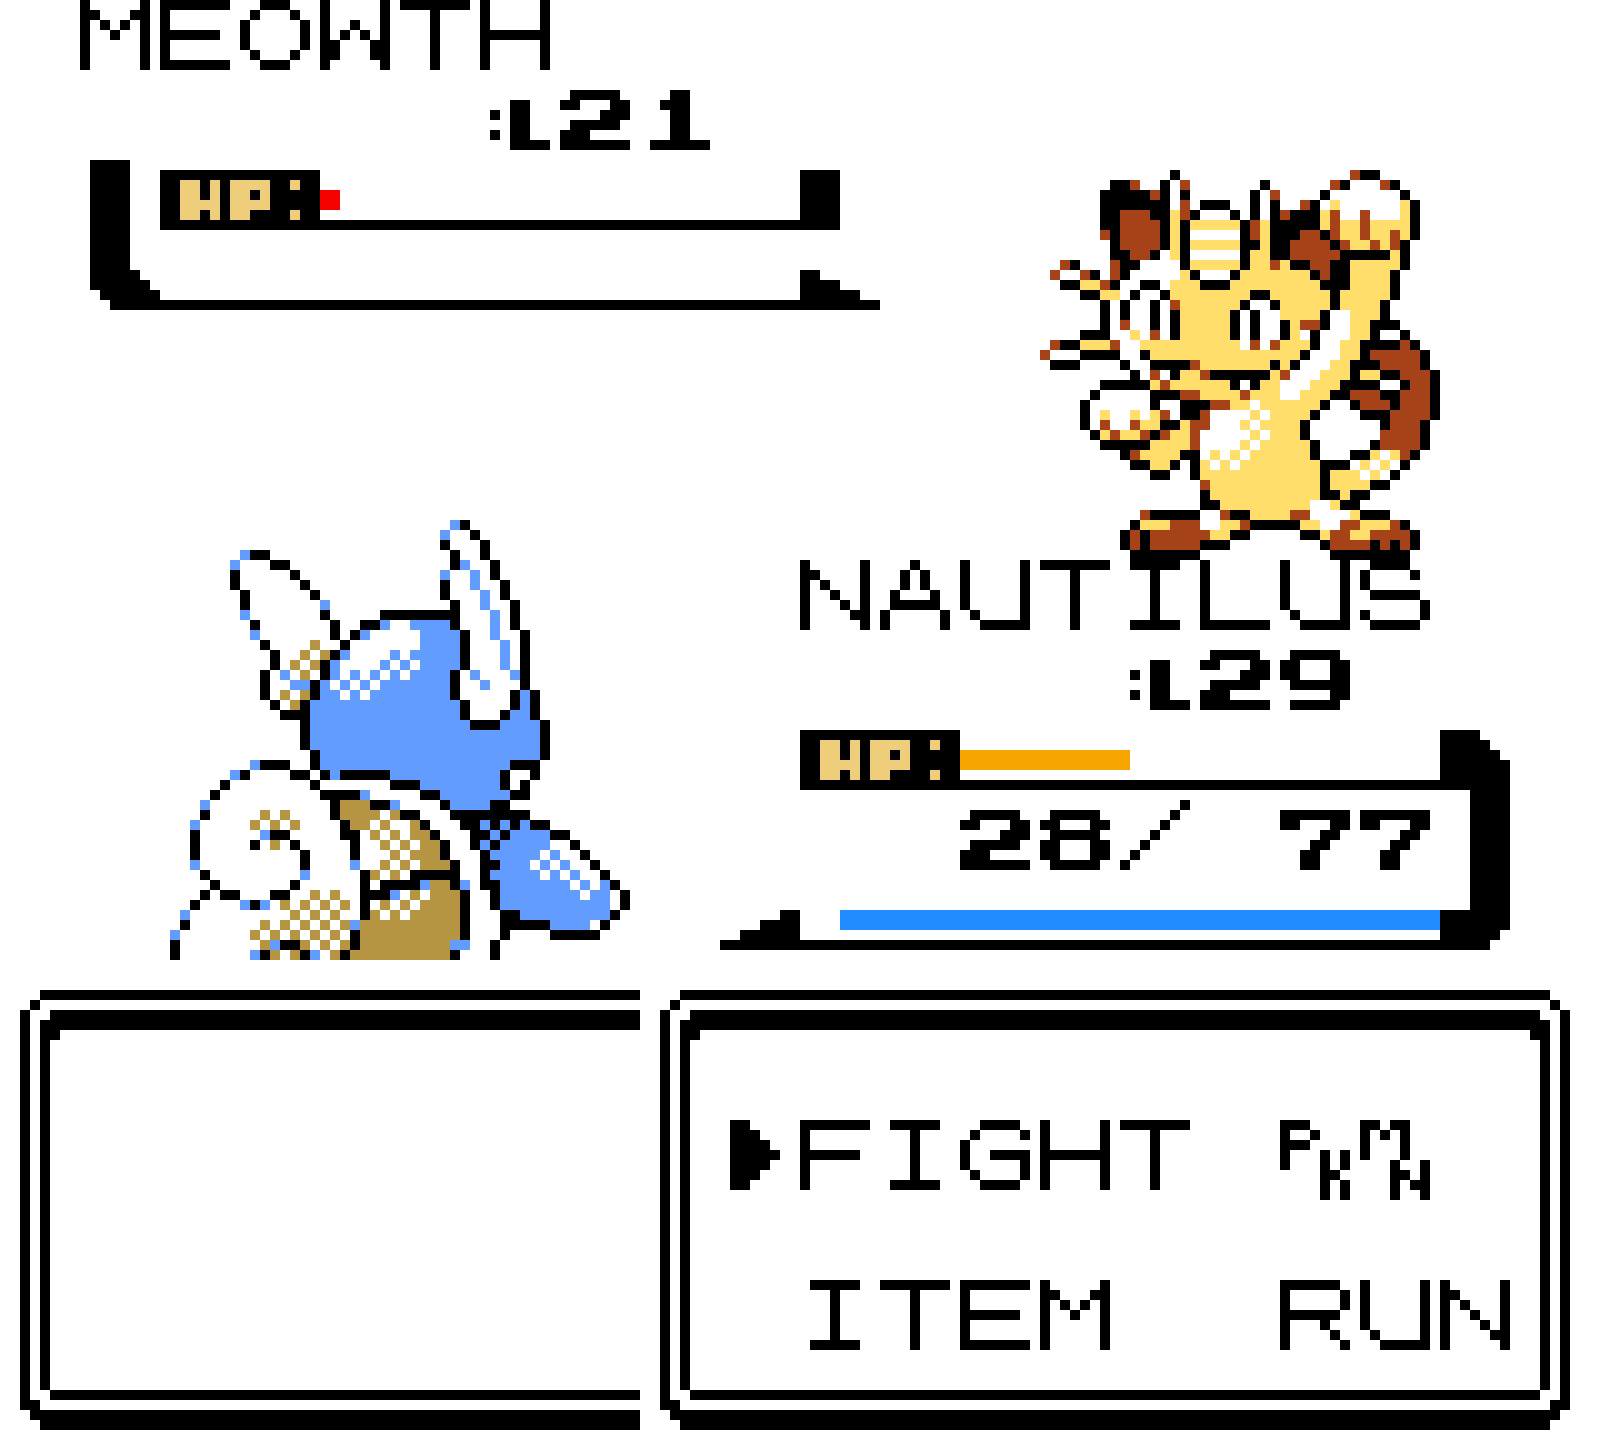 MEOWTH
:L21
HP:
NAUTILUS
:L29
HP:
28/ 77
FIGHT PKMN
ITEM RUN